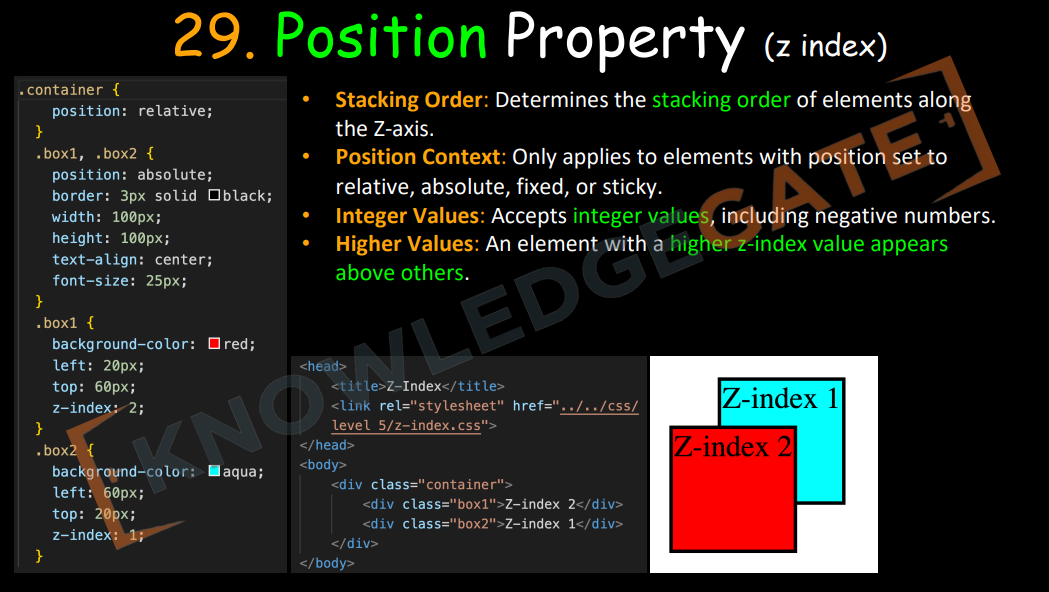 29. Position Property (z index)
.container {
position: relative;
}
.box1, .box2 {
position: absolute;
border: 3px solid black;
width: 100px;
height: 100px;
text-align: center;
font-size: 25px;
}
.box1 {
background-color: red;
left: 20px;
top: 60px;
z-index: 2;
}
.box2 {
background-color: aqua;
left: 60px;
top: 20px;
z-index: 1;
}
• Stacking Order: Determines the stacking order of elements along
the Z-axis.
• Position Context: Only applies to elements with position set to
relative, absolute, fixed, or sticky.
• Integer Values: Accepts integer values, including negative numbers.
• Higher Values: An element with a higher z-index value appears
above others.
<head>
<title>Z-Index</title>
<link rel="stylesheet" href="../../css/
level 5/z-index.css">
</head>
<body>
<div class="container">
<div class="box1">Z-index 2</div>
<div class="box2">Z-index 1</div>
</div>
</body>
Z-index 1
Z-index 2
KNOWLEDGEGATE